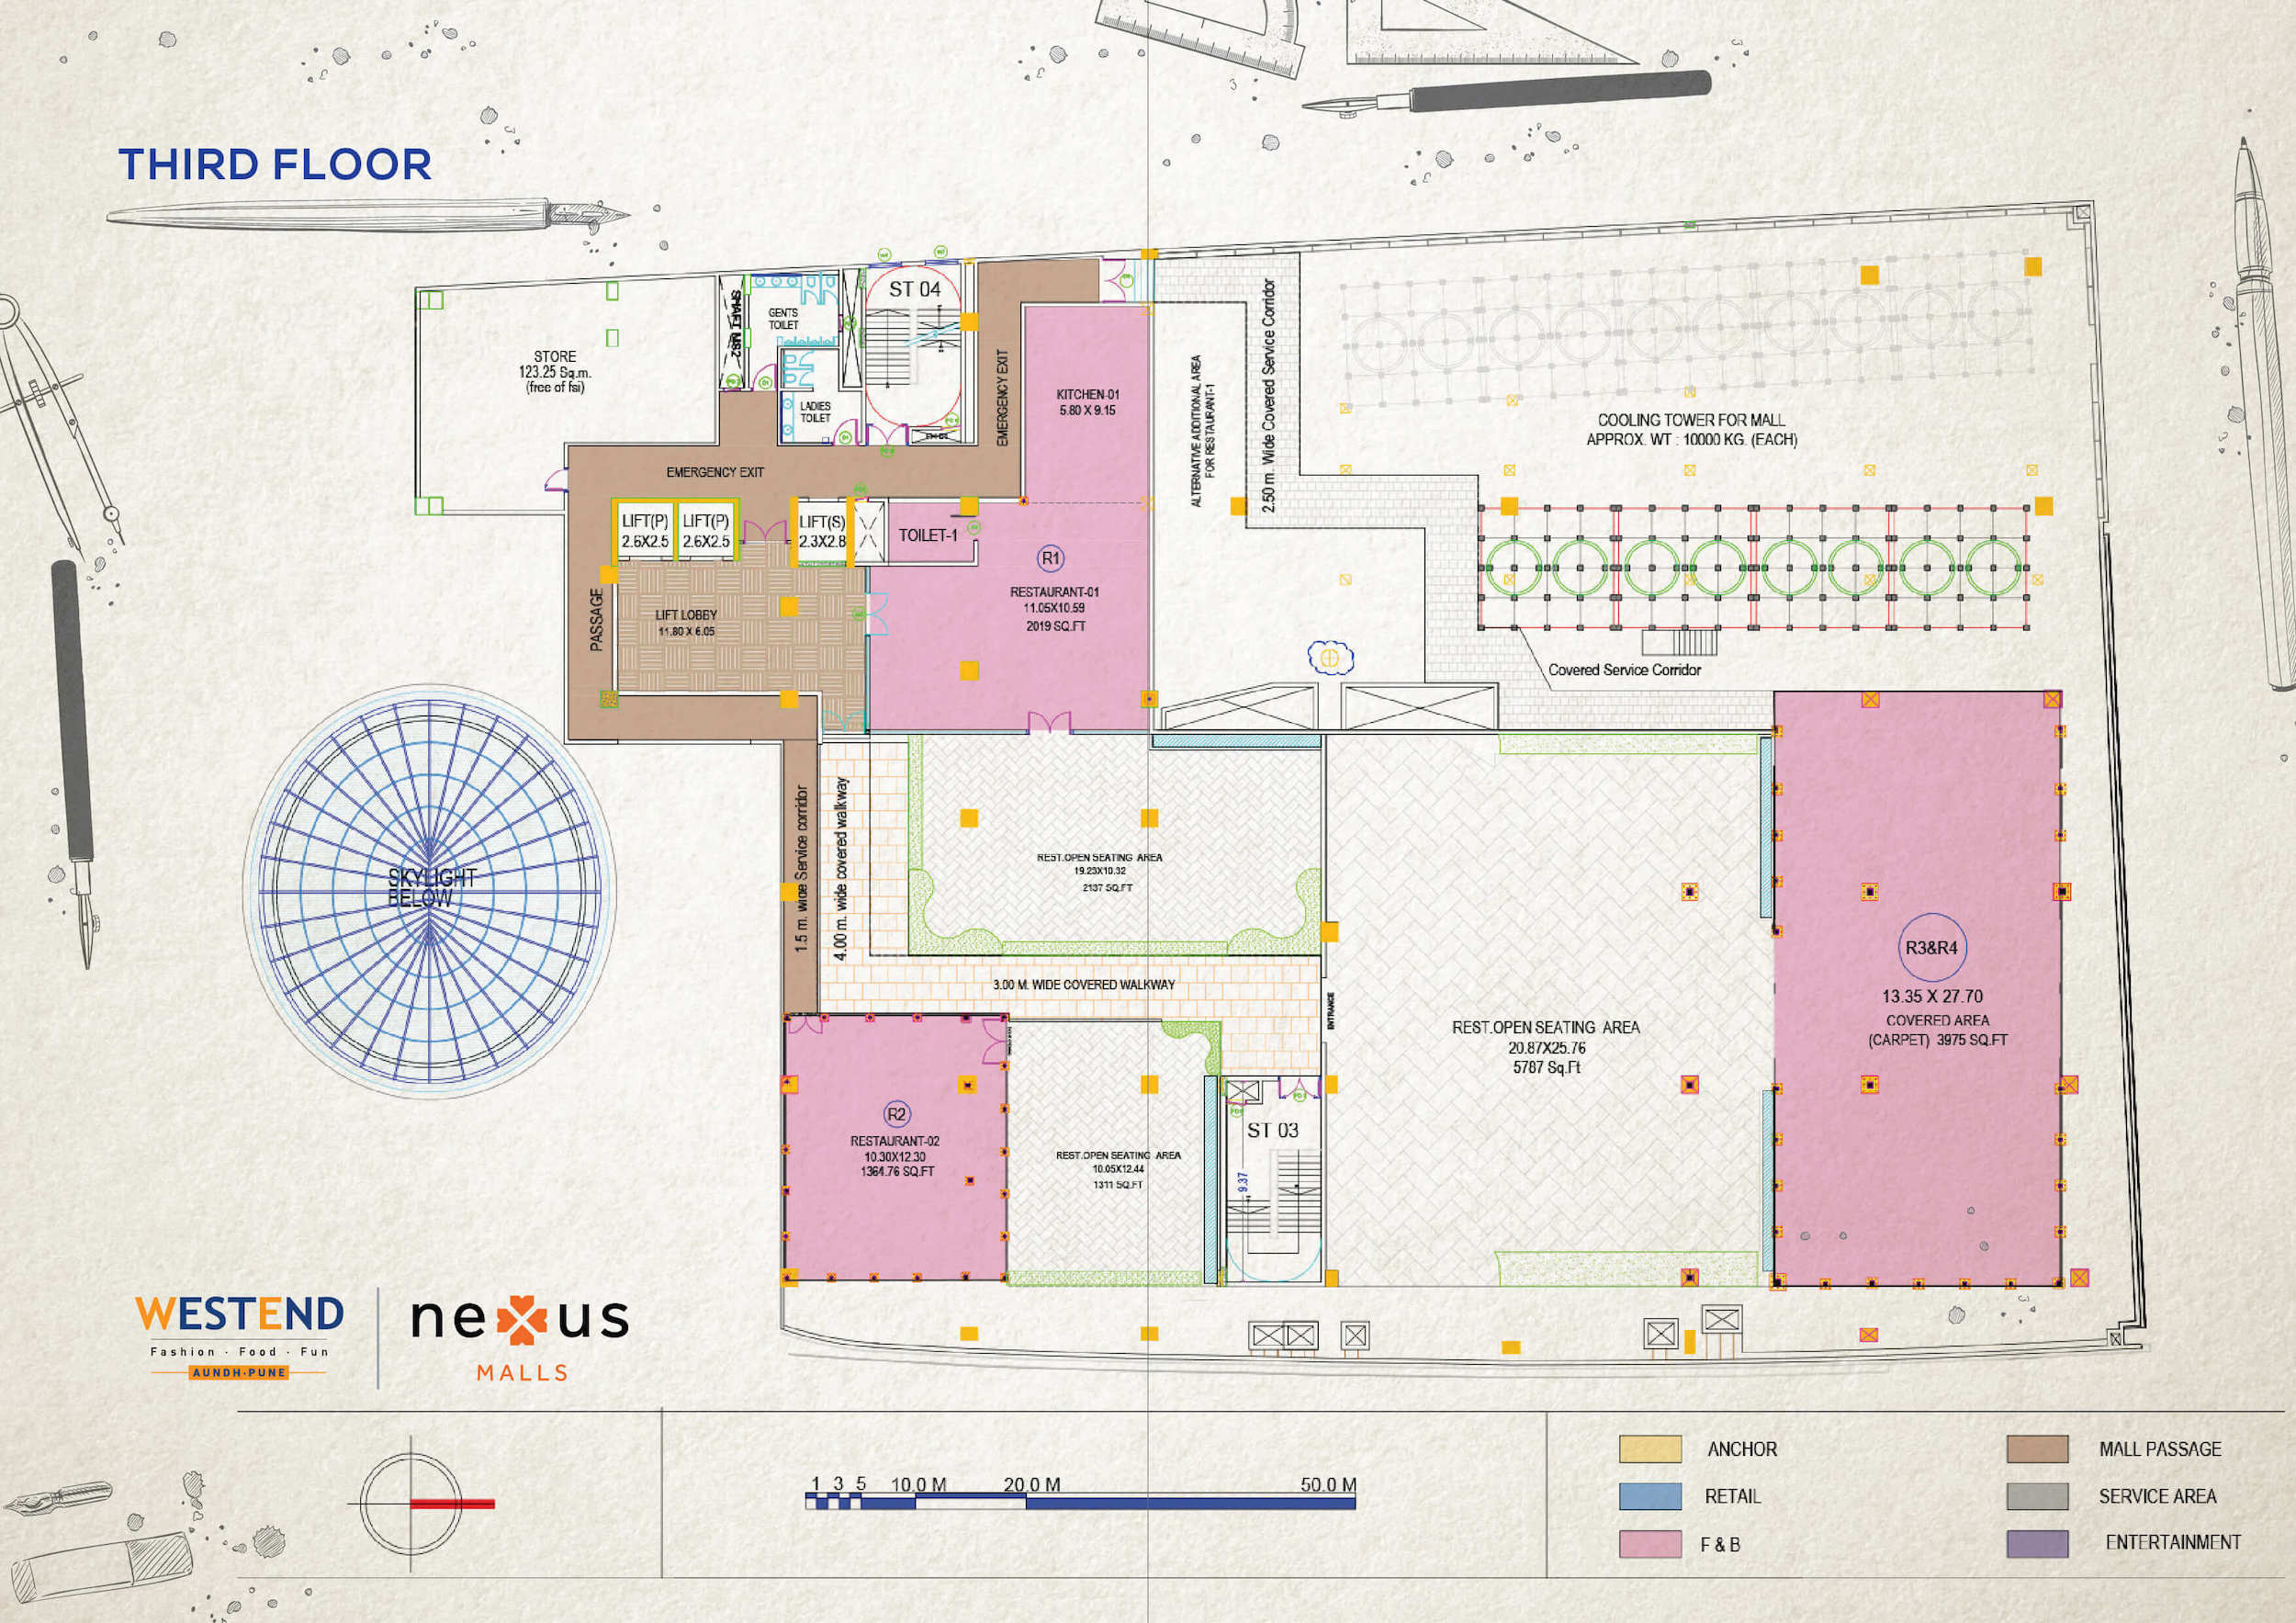 THIRD FLOOR
ST 04
SHAFT MS2
GENTS
TOILET
STORE
123.25 Sq.m.
(free of fsi)
LADIES
TOILET
EMERGENCY EXIT
KITCHEN-01
5.80 X 9.15
ALTERNATIVE ADDITIONAL AREA
FOR RESTAURANT-1
2.50 m. Wide Covered Service Corridor
COOLING TOWER FOR MALL
APPROX. WT : 10000 KG. (EACH)
EMERGENCY EXIT
LIFT(P)
2.6X2.5
LIFT(P)
2.6X2.5
LIFT(S)
2.3X2.8
TOILET-1
R1
RESTAURANT-01
11.05X10.59
2019 SQ.FT
PASSAGE
LIFT LOBBY
11.80 X 6.05
Covered Service Corridor
SKYLIGHT
BELOW
1.5 m. wide Service corridor
4.00 m. wide covered walkway
REST.OPEN SEATING AREA
19.23X10.32
2137 SQ.FT
3.00 M. WIDE COVERED WALKWAY
ENTRANCE
REST.OPEN SEATING AREA
20.87X25.76
5787 Sq.Ft
R3&R4
13.35 X 27.70
COVERED AREA
(CARPET) 3975 SQ.FT
R2
RESTAURANT-02
10.30X12.30
1364.76 SQ.FT
REST.OPEN SEATING AREA
10.05X12.44
1311 SQ.FT
ST 03
9.37
WESTEND
Fashion · Food · Fun
AUNDH·PUNE
nexus
MALLS
1 3 5 10.0 M 20.0 M 50.0 M
ANCHOR
RETAIL
F & B
MALL PASSAGE
SERVICE AREA
ENTERTAINMENT